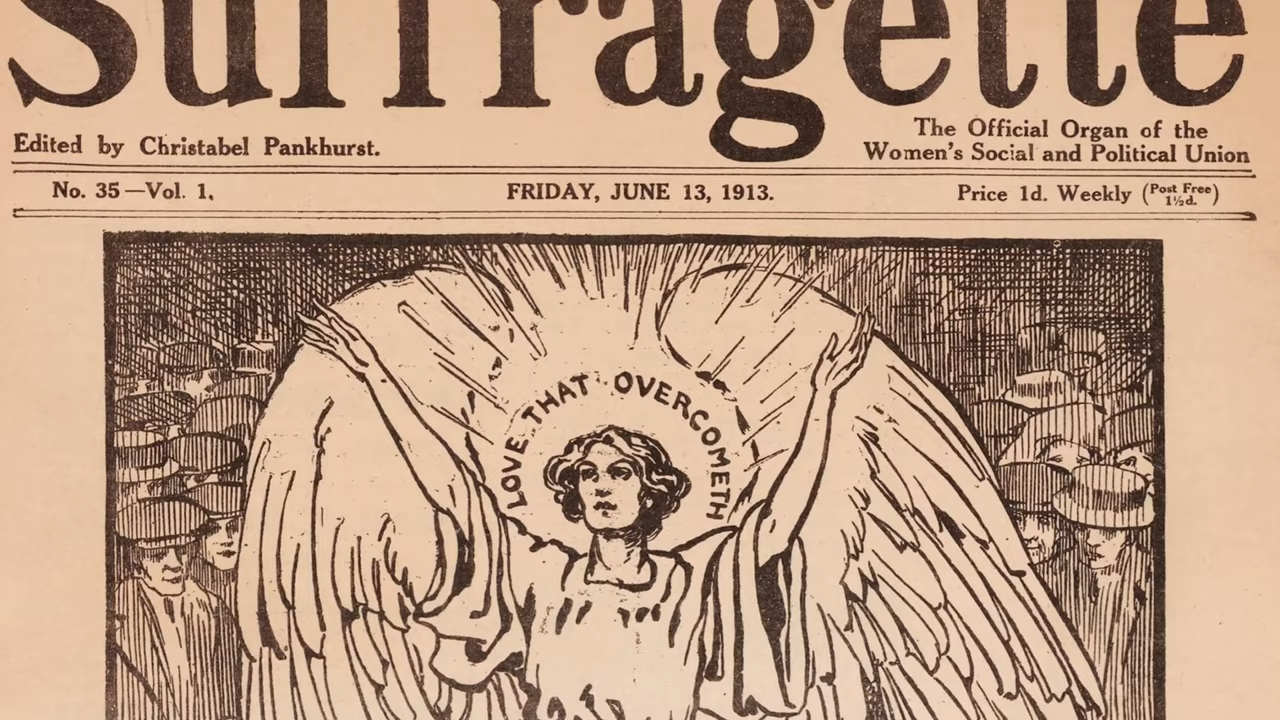 Suffragette
Edited by Christabel Pankhurst.
The Official Organ of the
Women's Social and Political Union
No. 35—Vol. 1.
FRIDAY, JUNE 13, 1913.
Price 1d. Weekly (Post Free 1½d.)
LOVE THAT OVERCOMETH